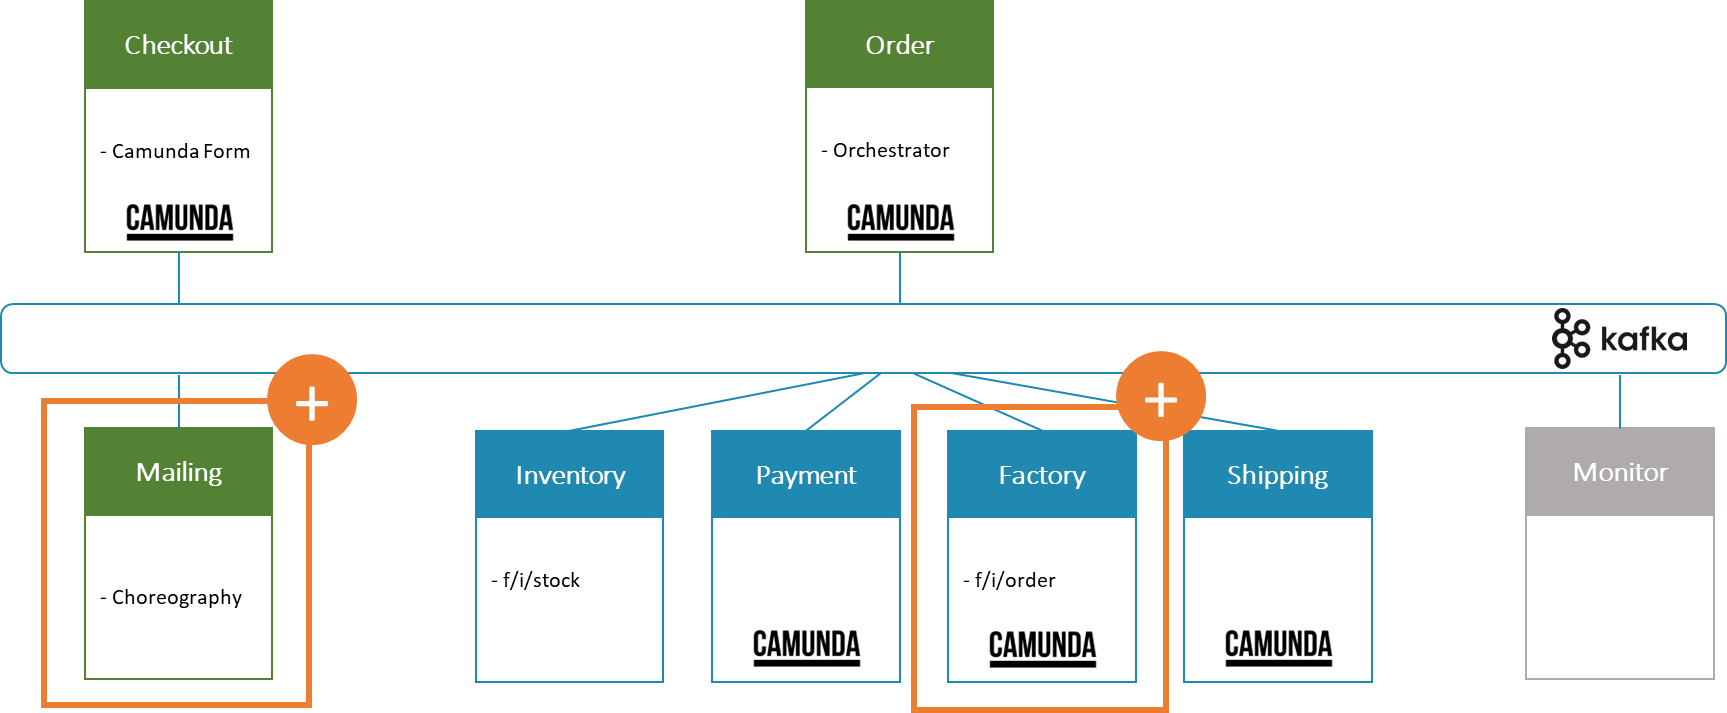 Checkout
Order
- Camunda Form
- Orchestrator
CAMUNDA
CAMUNDA
kafka
+
+
Mailing
Inventory
Payment
Factory
Shipping
Monitor
- Choreography
- f/i/stock
- f/i/order
CAMUNDA
CAMUNDA
CAMUNDA